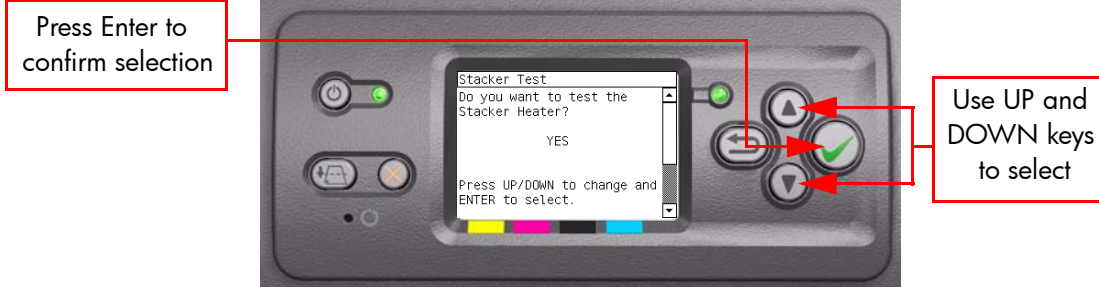 Press Enter to
confirm selection
Stacker Test
Do you want to test the
Stacker Heater?
YES
Press UP/DOWN to change and
ENTER to select.
Use UP and
DOWN keys
to select